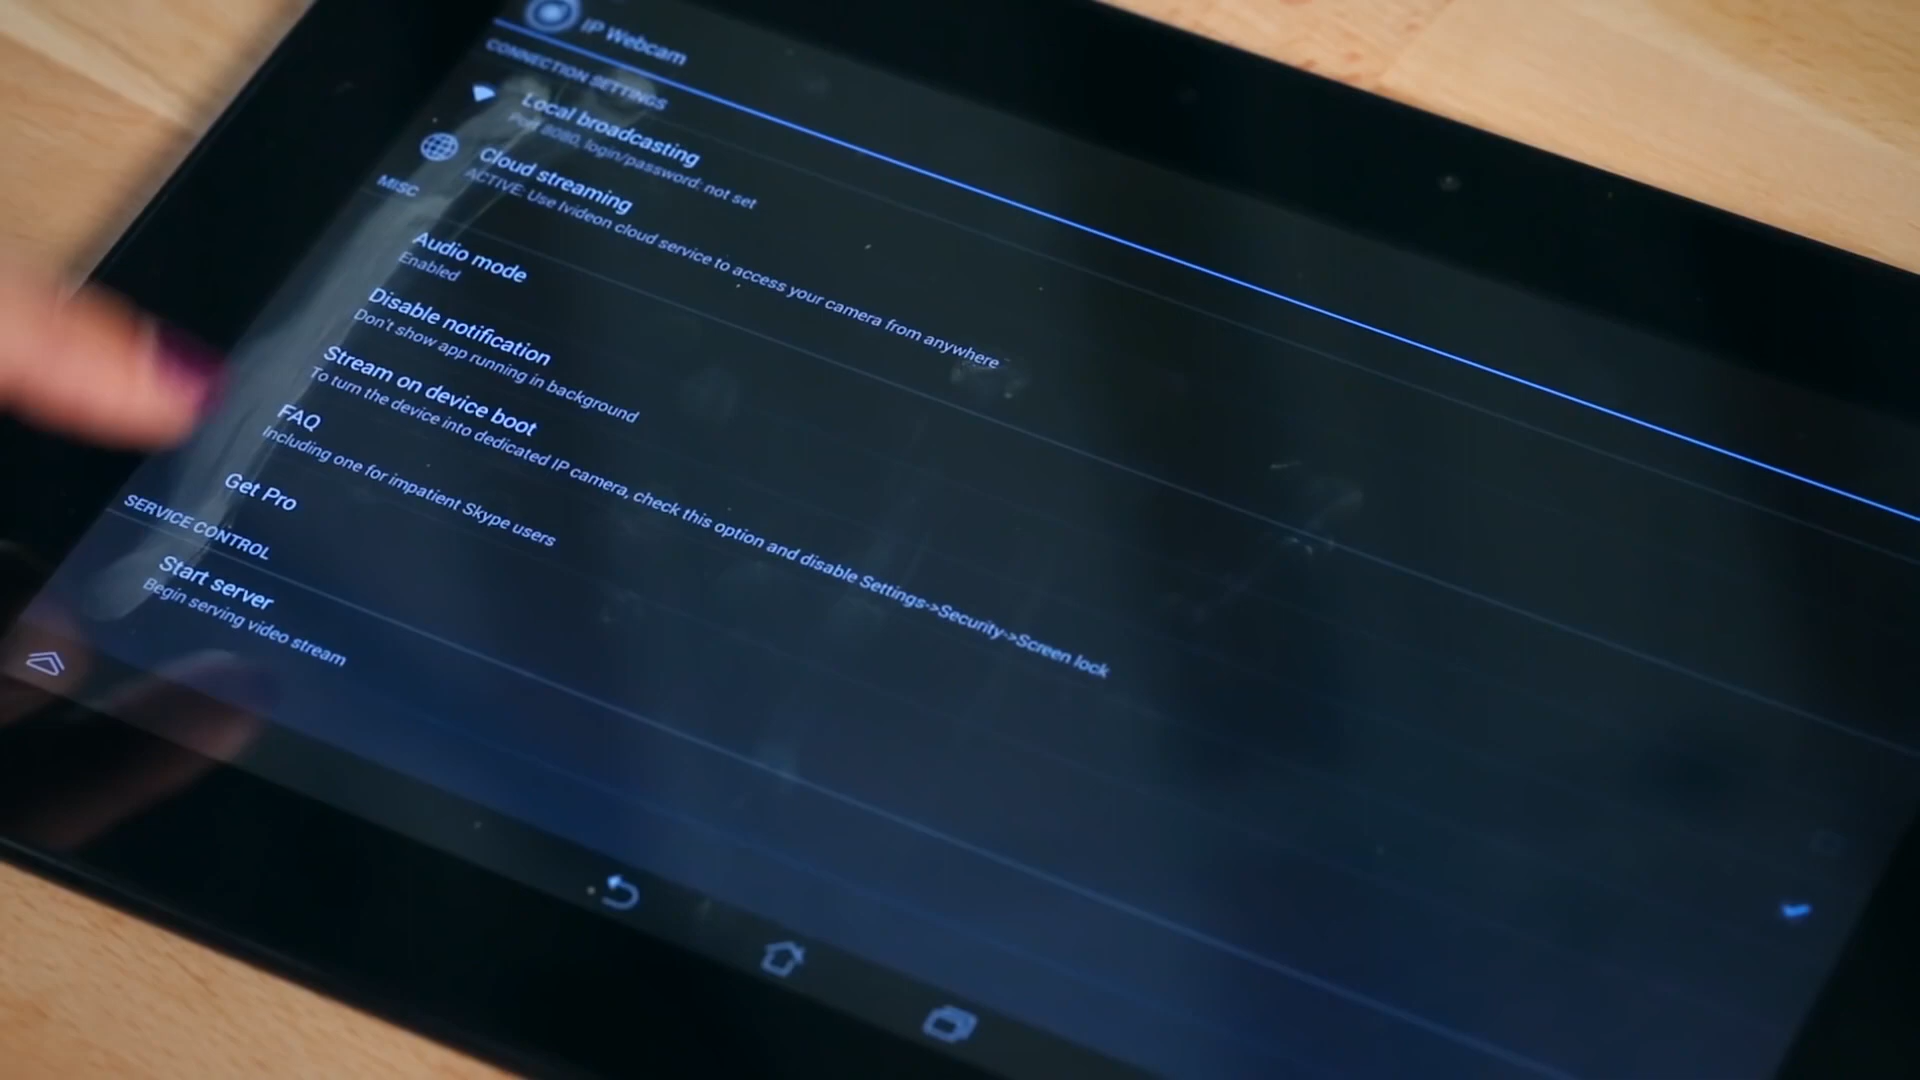 IP Webcam
CONNECTION SETTINGS
Local broadcasting
Port 8080, login/password: not set
Cloud streaming
ACTIVE: Use Ivideon cloud service to access your camera from anywhere
MISC
Audio mode
Enabled
Disable notification
Don't show app running in background
Stream on device boot
To turn the device into dedicated IP camera, check this option and disable Settings->Security->Screen lock
FAQ
Including one for impatient Skype users
Get Pro
SERVICE CONTROL
Start server
Begin serving video stream